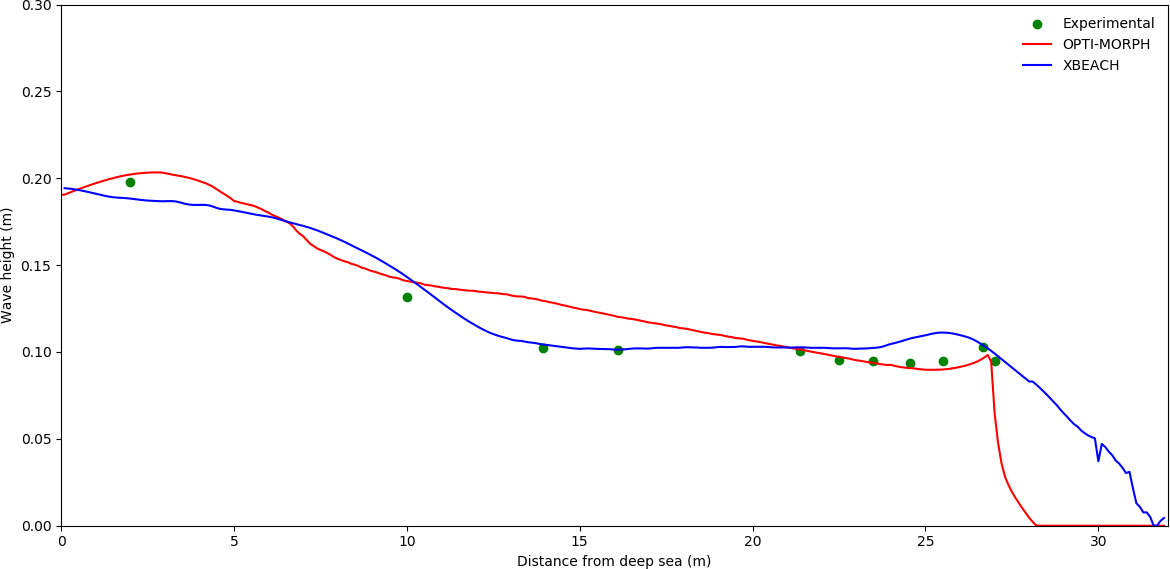 0.30
0.25
0.20
0.15
0.10
0.05
0.00
Wave height (m)
Experimental
OPTI-MORPH
XBEACH
0
5
10
15
20
25
30
Distance from deep sea (m)